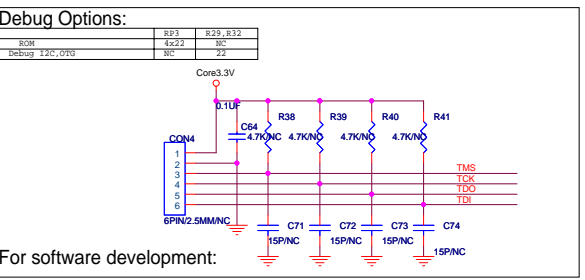 Debug Options:
RP3 R29,R32
ROM 4x22 NC
Debug I2C,OTG NC 22
Core3.3V
0.1UF
C64 R38 R39 R40 R41
4.7K/NC 4.7K/NC 4.7K/NC 4.7K/NC
CON4
1
2
3 TMS
4 TCK
5 TDO
6 TDI
6PIN/2.5MM/NC
C71 C72 C73 C74
15P/NC 15P/NC 15P/NC 15P/NC
For software development: